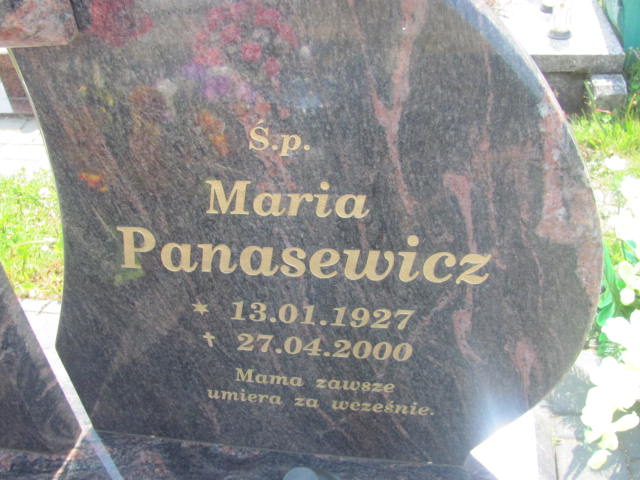 Ś.p.
Maria
Panasewicz
* 13.01.1927
† 27.04.2000
Mama zawsze
umiera za wcześnie.